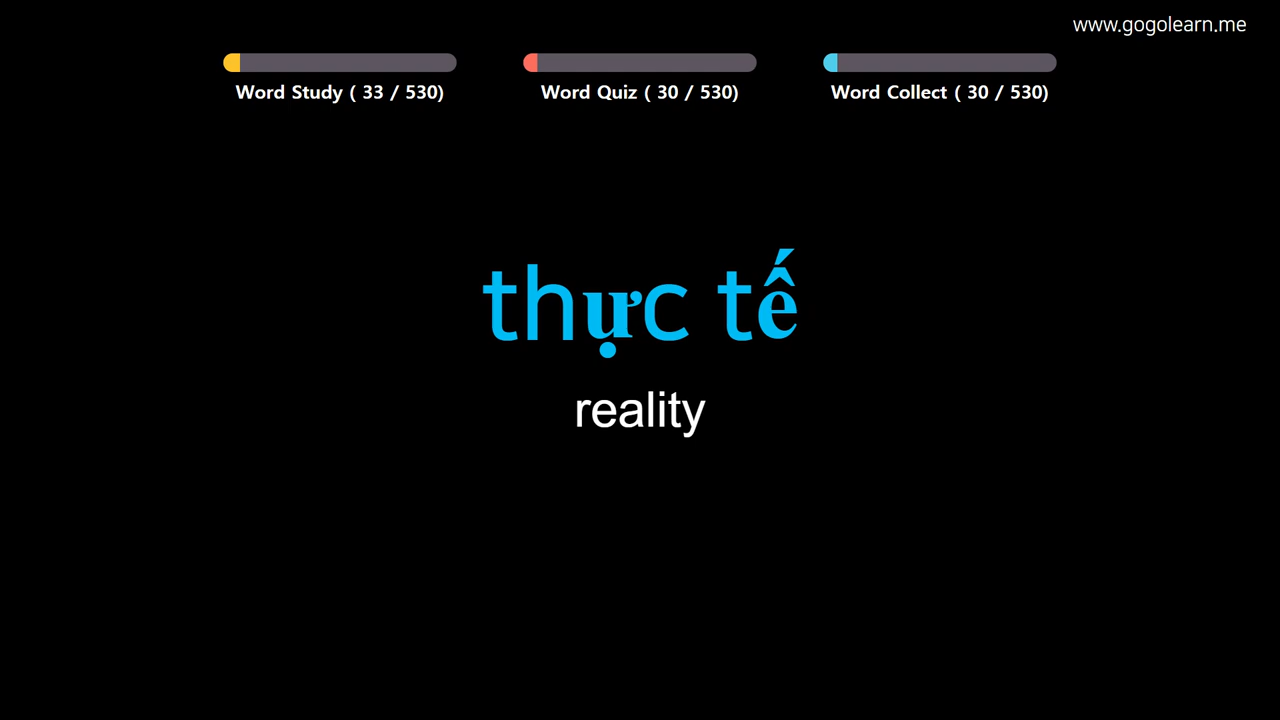 www.gogolearn.me
Word Study ( 33 / 530)
Word Quiz ( 30 / 530)
Word Collect ( 30 / 530)
thực tế
reality